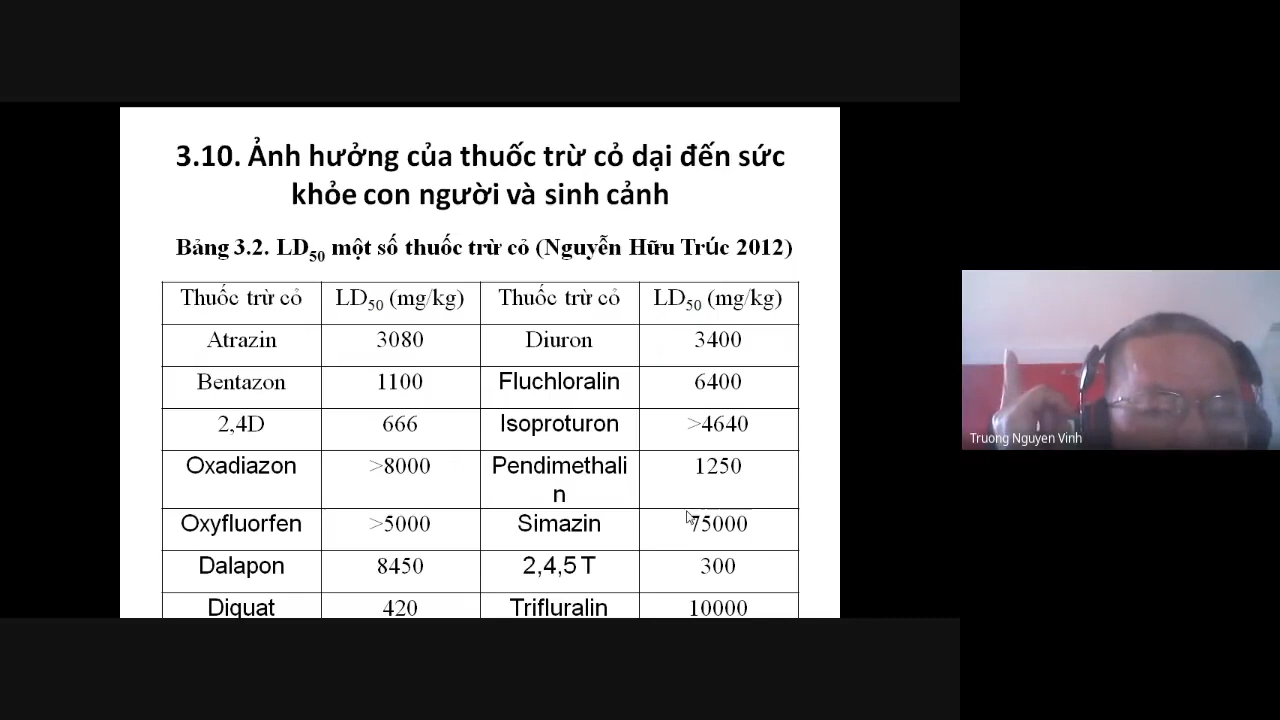 3.10. Ảnh hưởng của thuốc trừ cỏ dại đến sức
khỏe con người và sinh cảnh
Bảng 3.2. LD50 một số thuốc trừ cỏ (Nguyễn Hữu Trúc 2012)
Thuốc trừ cỏ LD50 (mg/kg) Thuốc trừ cỏ LD50 (mg/kg)
Atrazin 3080 Diuron 3400
Bentazon 1100 Fluchloralin 6400
2,4D 666 Isoproturon >4640
Oxadiazon >8000 Pendimethali 1250
n
Oxyfluorfen >5000 Simazin 75000
Dalapon 8450 2,4,5 T 300
Diquat 420 Trifluralin 10000
Truong Nguyen Vinh